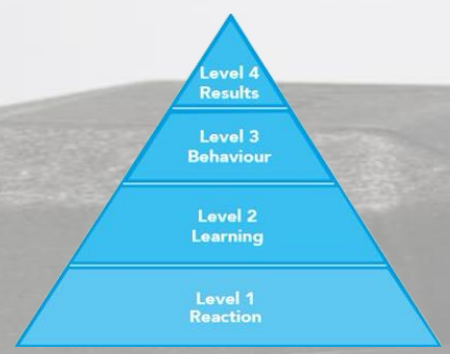 Level 4
Results
Level 3
Behaviour
Level 2
Learning
Level 1
Reaction